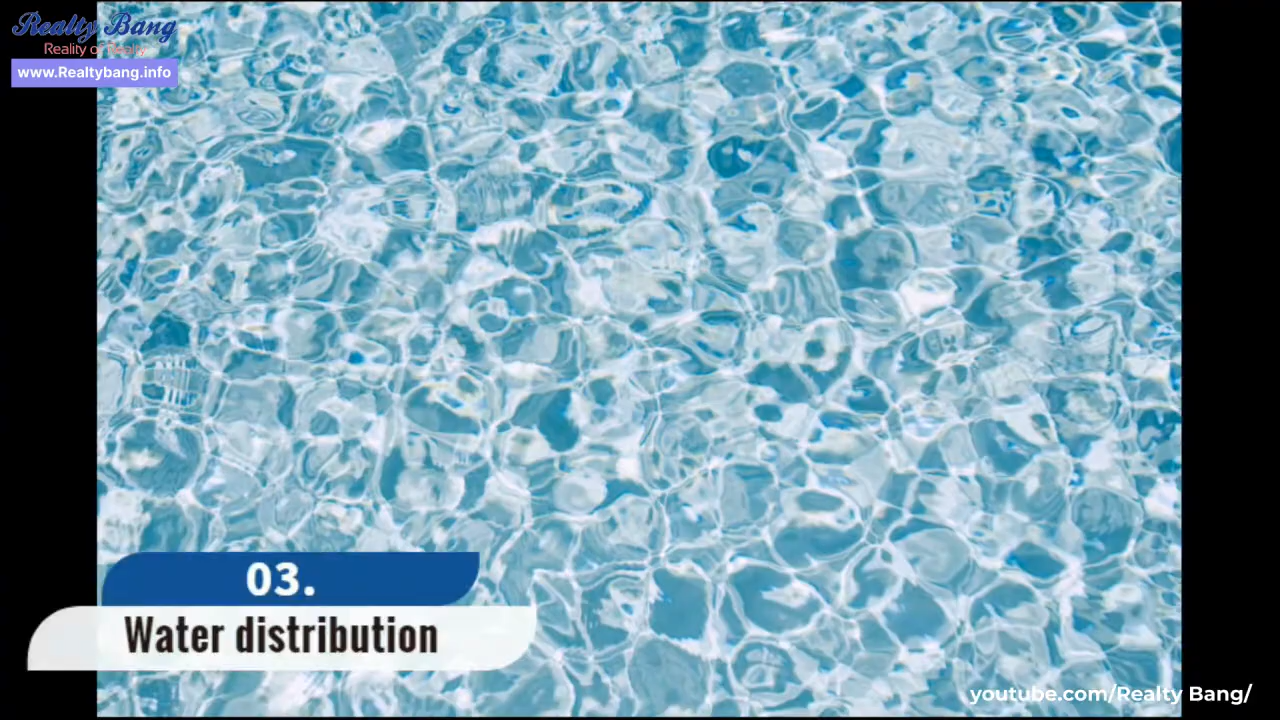 Realty Bang
Reality of Realty
www.Realtybang.info
03.
Water distribution
youtube.com/Realty Bang/